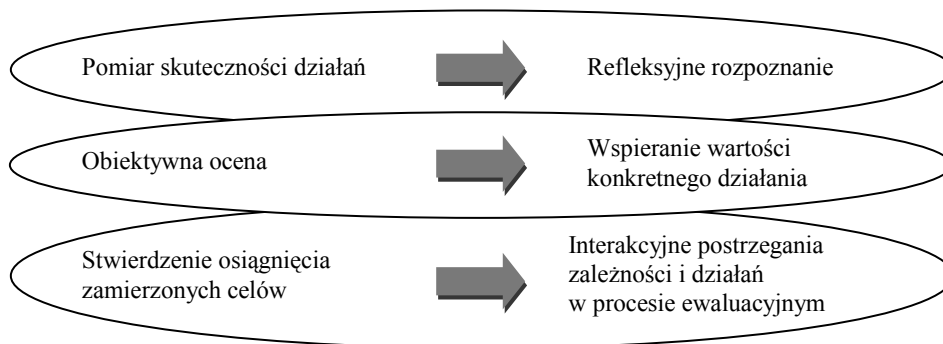 Pomiar skuteczności działań
Refleksyjne rozpoznanie
Obiektywna ocena
Wspieranie wartości
konkretnego działania
Stwierdzenie osiągnięcia
zamierzonych celów
Interakcyjne postrzegania
zależności i działań
w procesie ewaluacyjnym